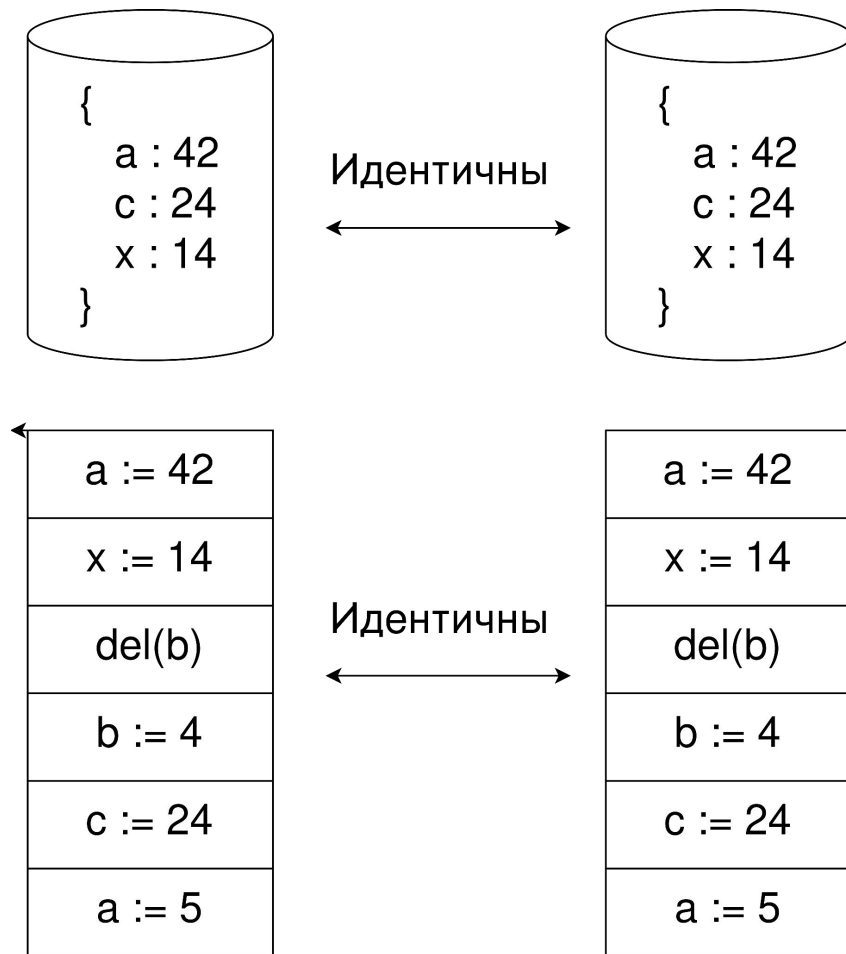 {
a : 42
c : 24
x : 14
}
Идентичны
{
a : 42
c : 24
x : 14
}
a := 42
x := 14
del(b)
b := 4
c := 24
a := 5
Идентичны
a := 42
x := 14
del(b)
b := 4
c := 24
a := 5